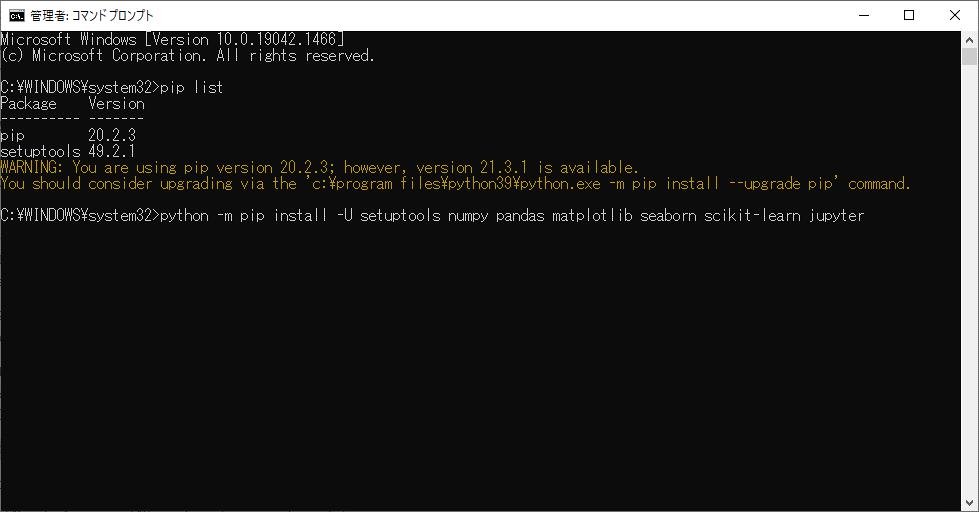 管理者: コマンドプロンプト
Microsoft Windows [Version 10.0.19042.1466]
(c) Microsoft Corporation. All rights reserved.
C:¥WINDOWS¥system32>pip list
Package    Version
---------- -------
pip        20.2.3
setuptools 49.2.1
WARNING: You are using pip version 20.2.3; however, version 21.3.1 is available.
You should consider upgrading via the 'c:¥program files¥python39¥python.exe -m pip install --upgrade pip' command.
C:¥WINDOWS¥system32>python -m pip install -U setuptools numpy pandas matplotlib seaborn scikit-learn jupyter